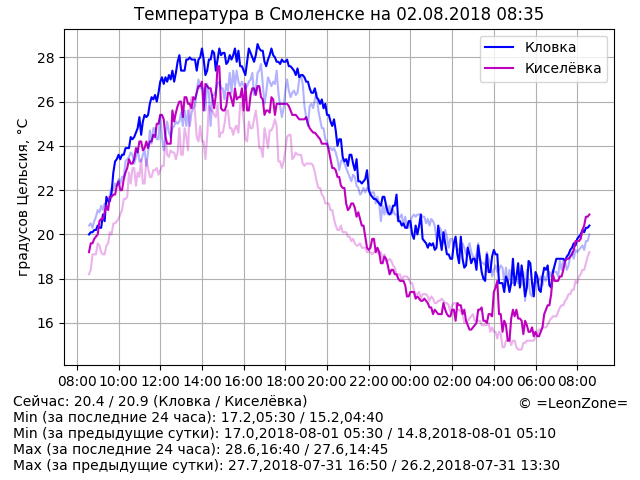 Температура в Смоленске на 02.08.2018 08:35
градусов Цельсия, °C
28
26
24
22
20
18
16
Кловка
Киселёвка
08:00 10:00 12:00 14:00 16:00 18:00 20:00 22:00 00:00 02:00 04:00 06:00 08:00
Сейчас: 20.4 / 20.9 (Кловка / Киселёвка)
© =LeonZone=
Min (за последние 24 часа): 17.2,05:30 / 15.2,04:40
Min (за предыдущие сутки): 17.0,2018-08-01 05:30 / 14.8,2018-08-01 05:10
Max (за последние 24 часа): 28.6,16:40 / 27.6,14:45
Max (за предыдущие сутки): 27.7,2018-07-31 16:50 / 26.2,2018-07-31 13:30